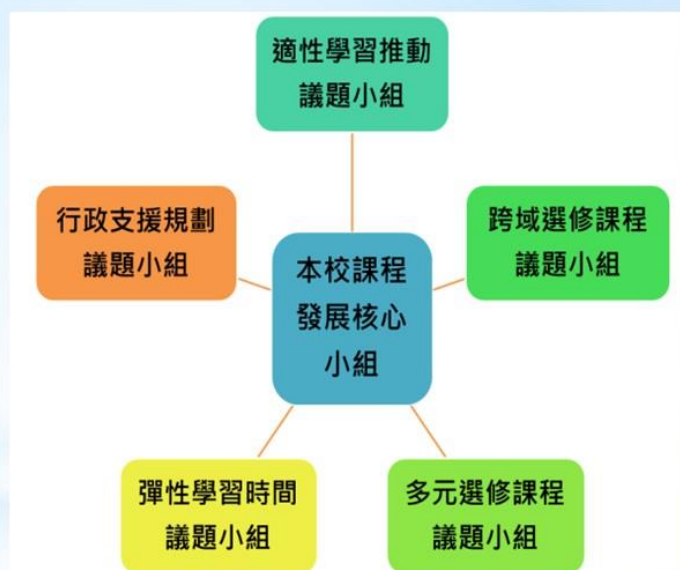 適性學習推動
議題小組
行政支援規劃
議題小組
跨域選修課程
議題小組
本校課程
發展核心
小組
彈性學習時間
議題小組
多元選修課程
議題小組